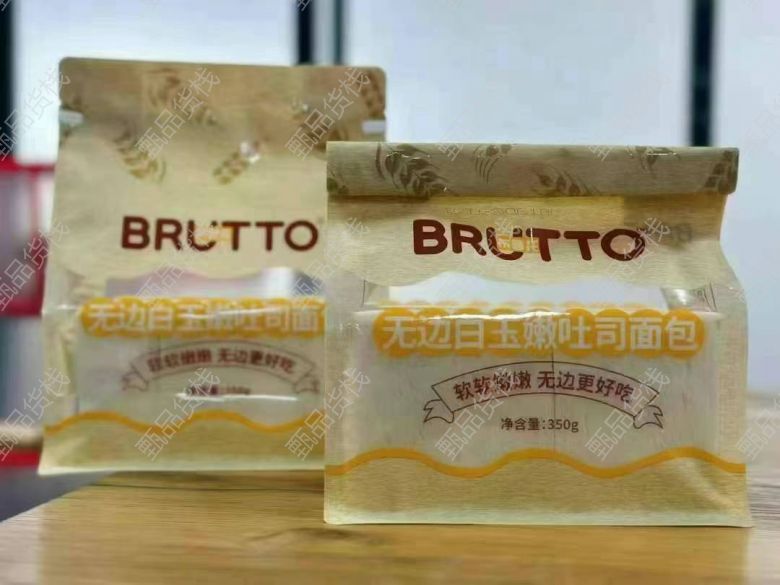 BRUTTO
无边白玉嫩吐司面
软软嫩嫩 无边更好吃
BRUTTO
无边白玉嫩吐司面包
软软嫩嫩 无边更好吃
净含量:350g
甄品货栈